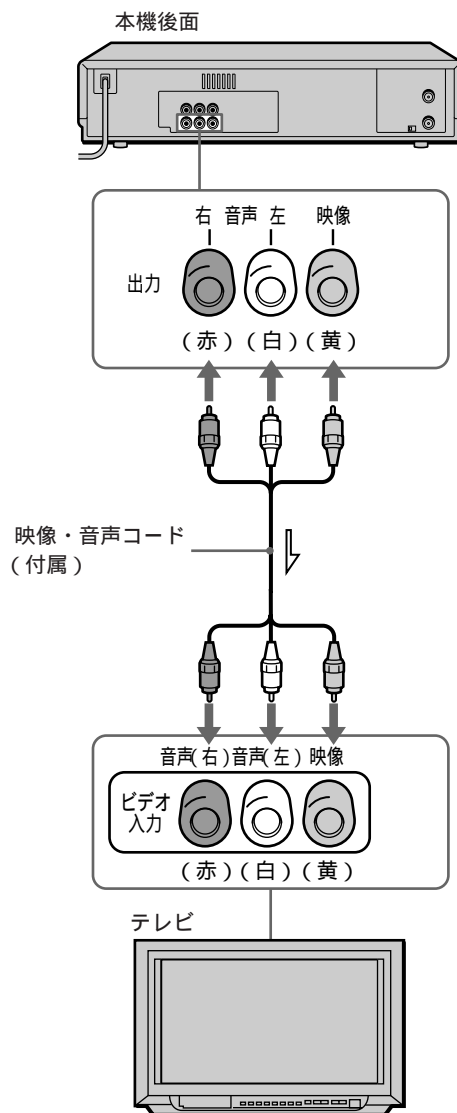 本機後面
右 音声 左 映像
出力
（赤）（白）（黄）
映像・音声コード
（付属）
音声（右）音声（左）映像
ビデオ
入力
（赤）（白）（黄）
テレビ